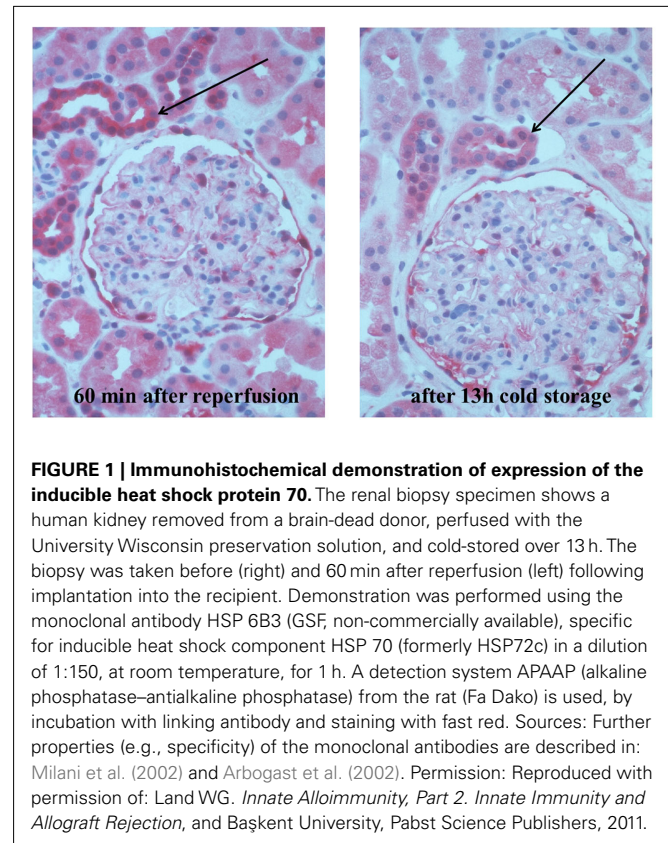 60 min after reperfusion
after 13h cold storage
FIGURE 1 | Immunohistochemical demonstration of expression of the
inducible heat shock protein 70. The renal biopsy specimen shows a
human kidney removed from a brain-dead donor, perfused with the
University Wisconsin preservation solution, and cold-stored over 13 h. The
biopsy was taken before (right) and 60 min after reperfusion (left) following
implantation into the recipient. Demonstration was performed using the
monoclonal antibody HSP 6B3 (GSF, non-commercially available), specific
for inducible heat shock component HSP 70 (formerly HSP72c) in a dilution
of 1:150, at room temperature, for 1 h. A detection system APAAP (alkaline
phosphatase–antialkaline phosphatase) from the rat (Fa Dako) is used, by
incubation with linking antibody and staining with fast red. Sources: Further
properties (e.g., specificity) of the monoclonal antibodies are described in:
Milani et al. (2002) and Arbogast et al. (2002). Permission: Reproduced with
permission of: Land WG. Innate Alloimmunity, Part 2. Innate Immunity and
Allograft Rejection, and Başkent University, Pabst Science Publishers, 2011.